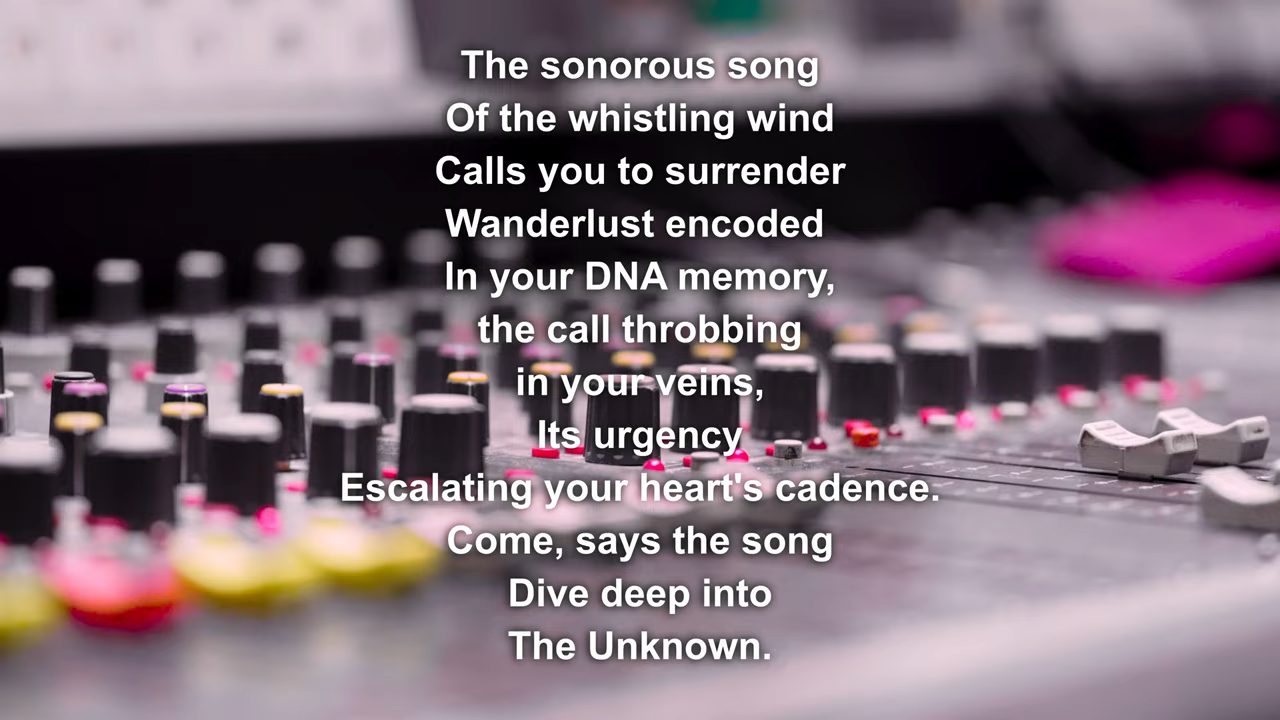 The sonorous song
Of the whistling wind
Calls you to surrender
Wanderlust encoded
In your DNA memory,
the call throbbing
in your veins,
Its urgency
Escalating your heart's cadence.
Come, says the song
Dive deep into
The Unknown.